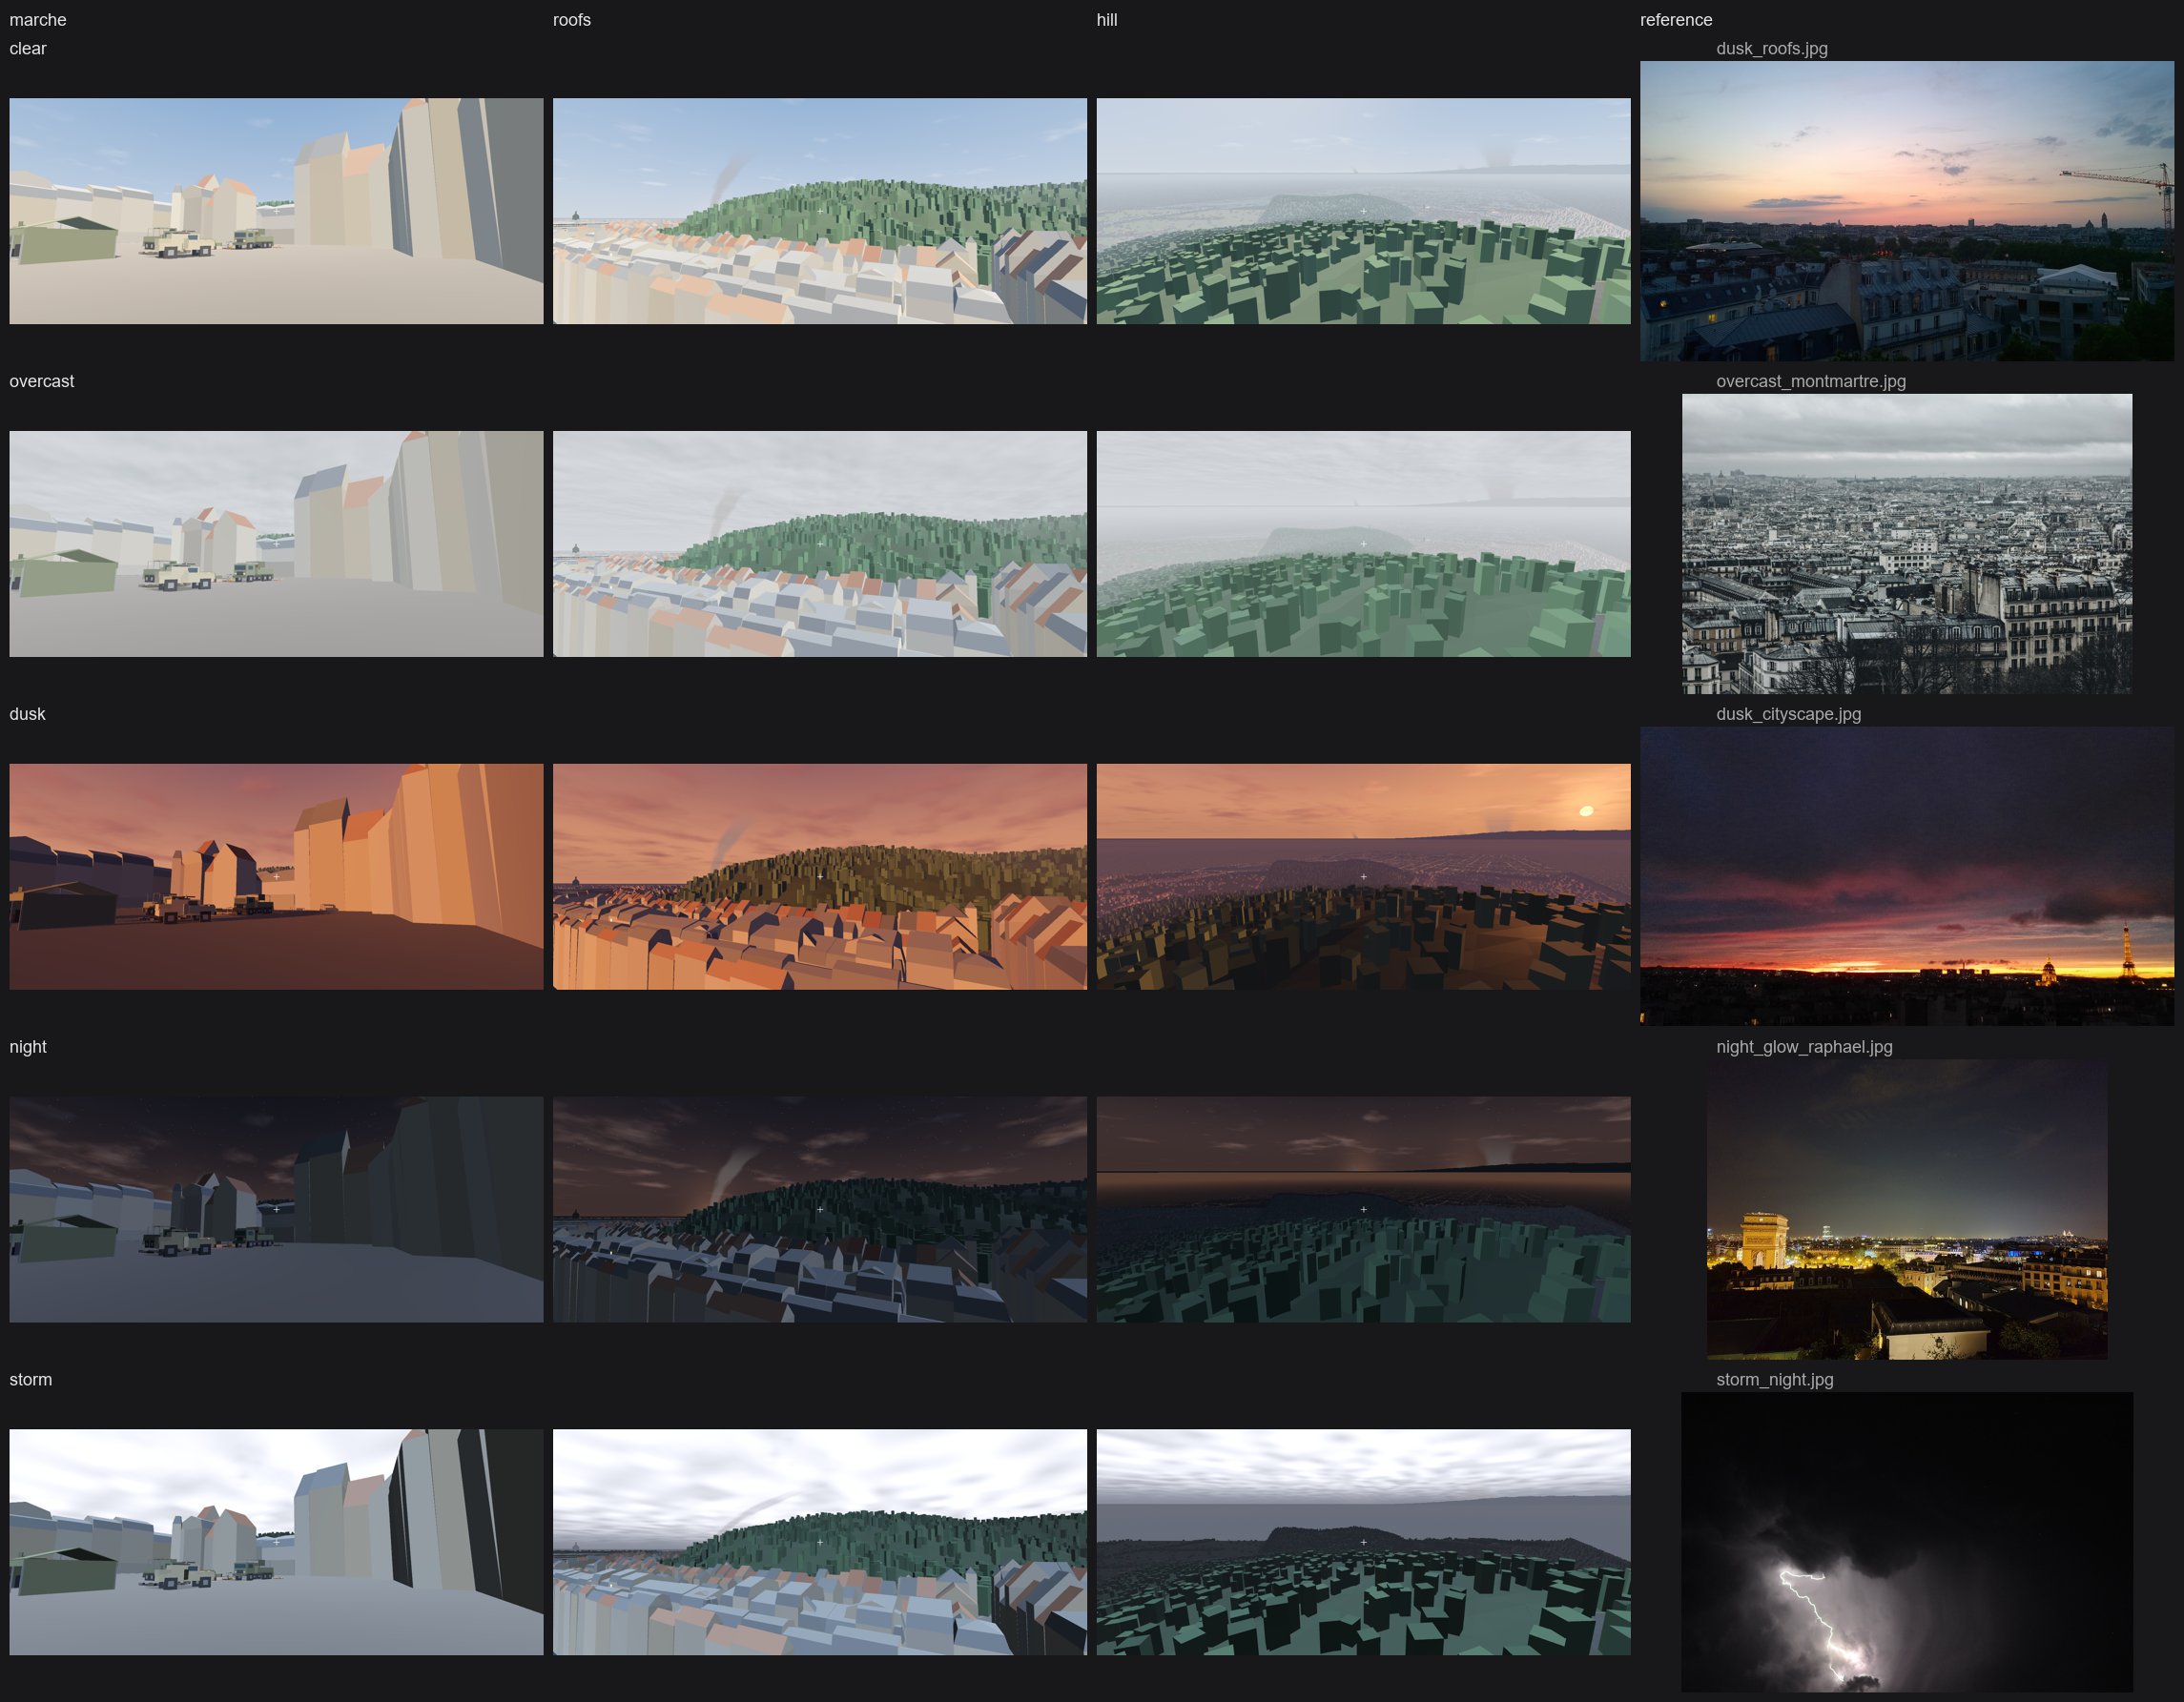 marche roofs hill reference
clear dusk_roofs.jpg
overcast overcast_montmartre.jpg
dusk dusk_cityscape.jpg
night night_glow_raphael.jpg
storm storm_night.jpg